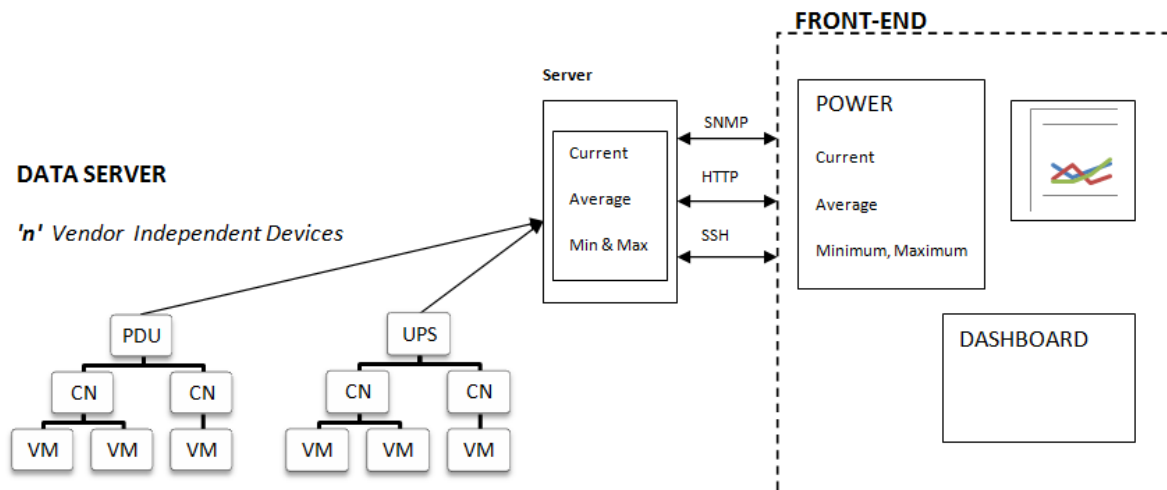 FRONT-END
Server
POWER
SNMP
Current
Current
HTTP
DATA SERVER
Average
Average
'n' Vendor Independent Devices
SSH
Min & Max
Minimum, Maximum
PDU
UPS
DASHBOARD
CN
CN
CN
CN
VM
VM
VM
VM
VM
VM